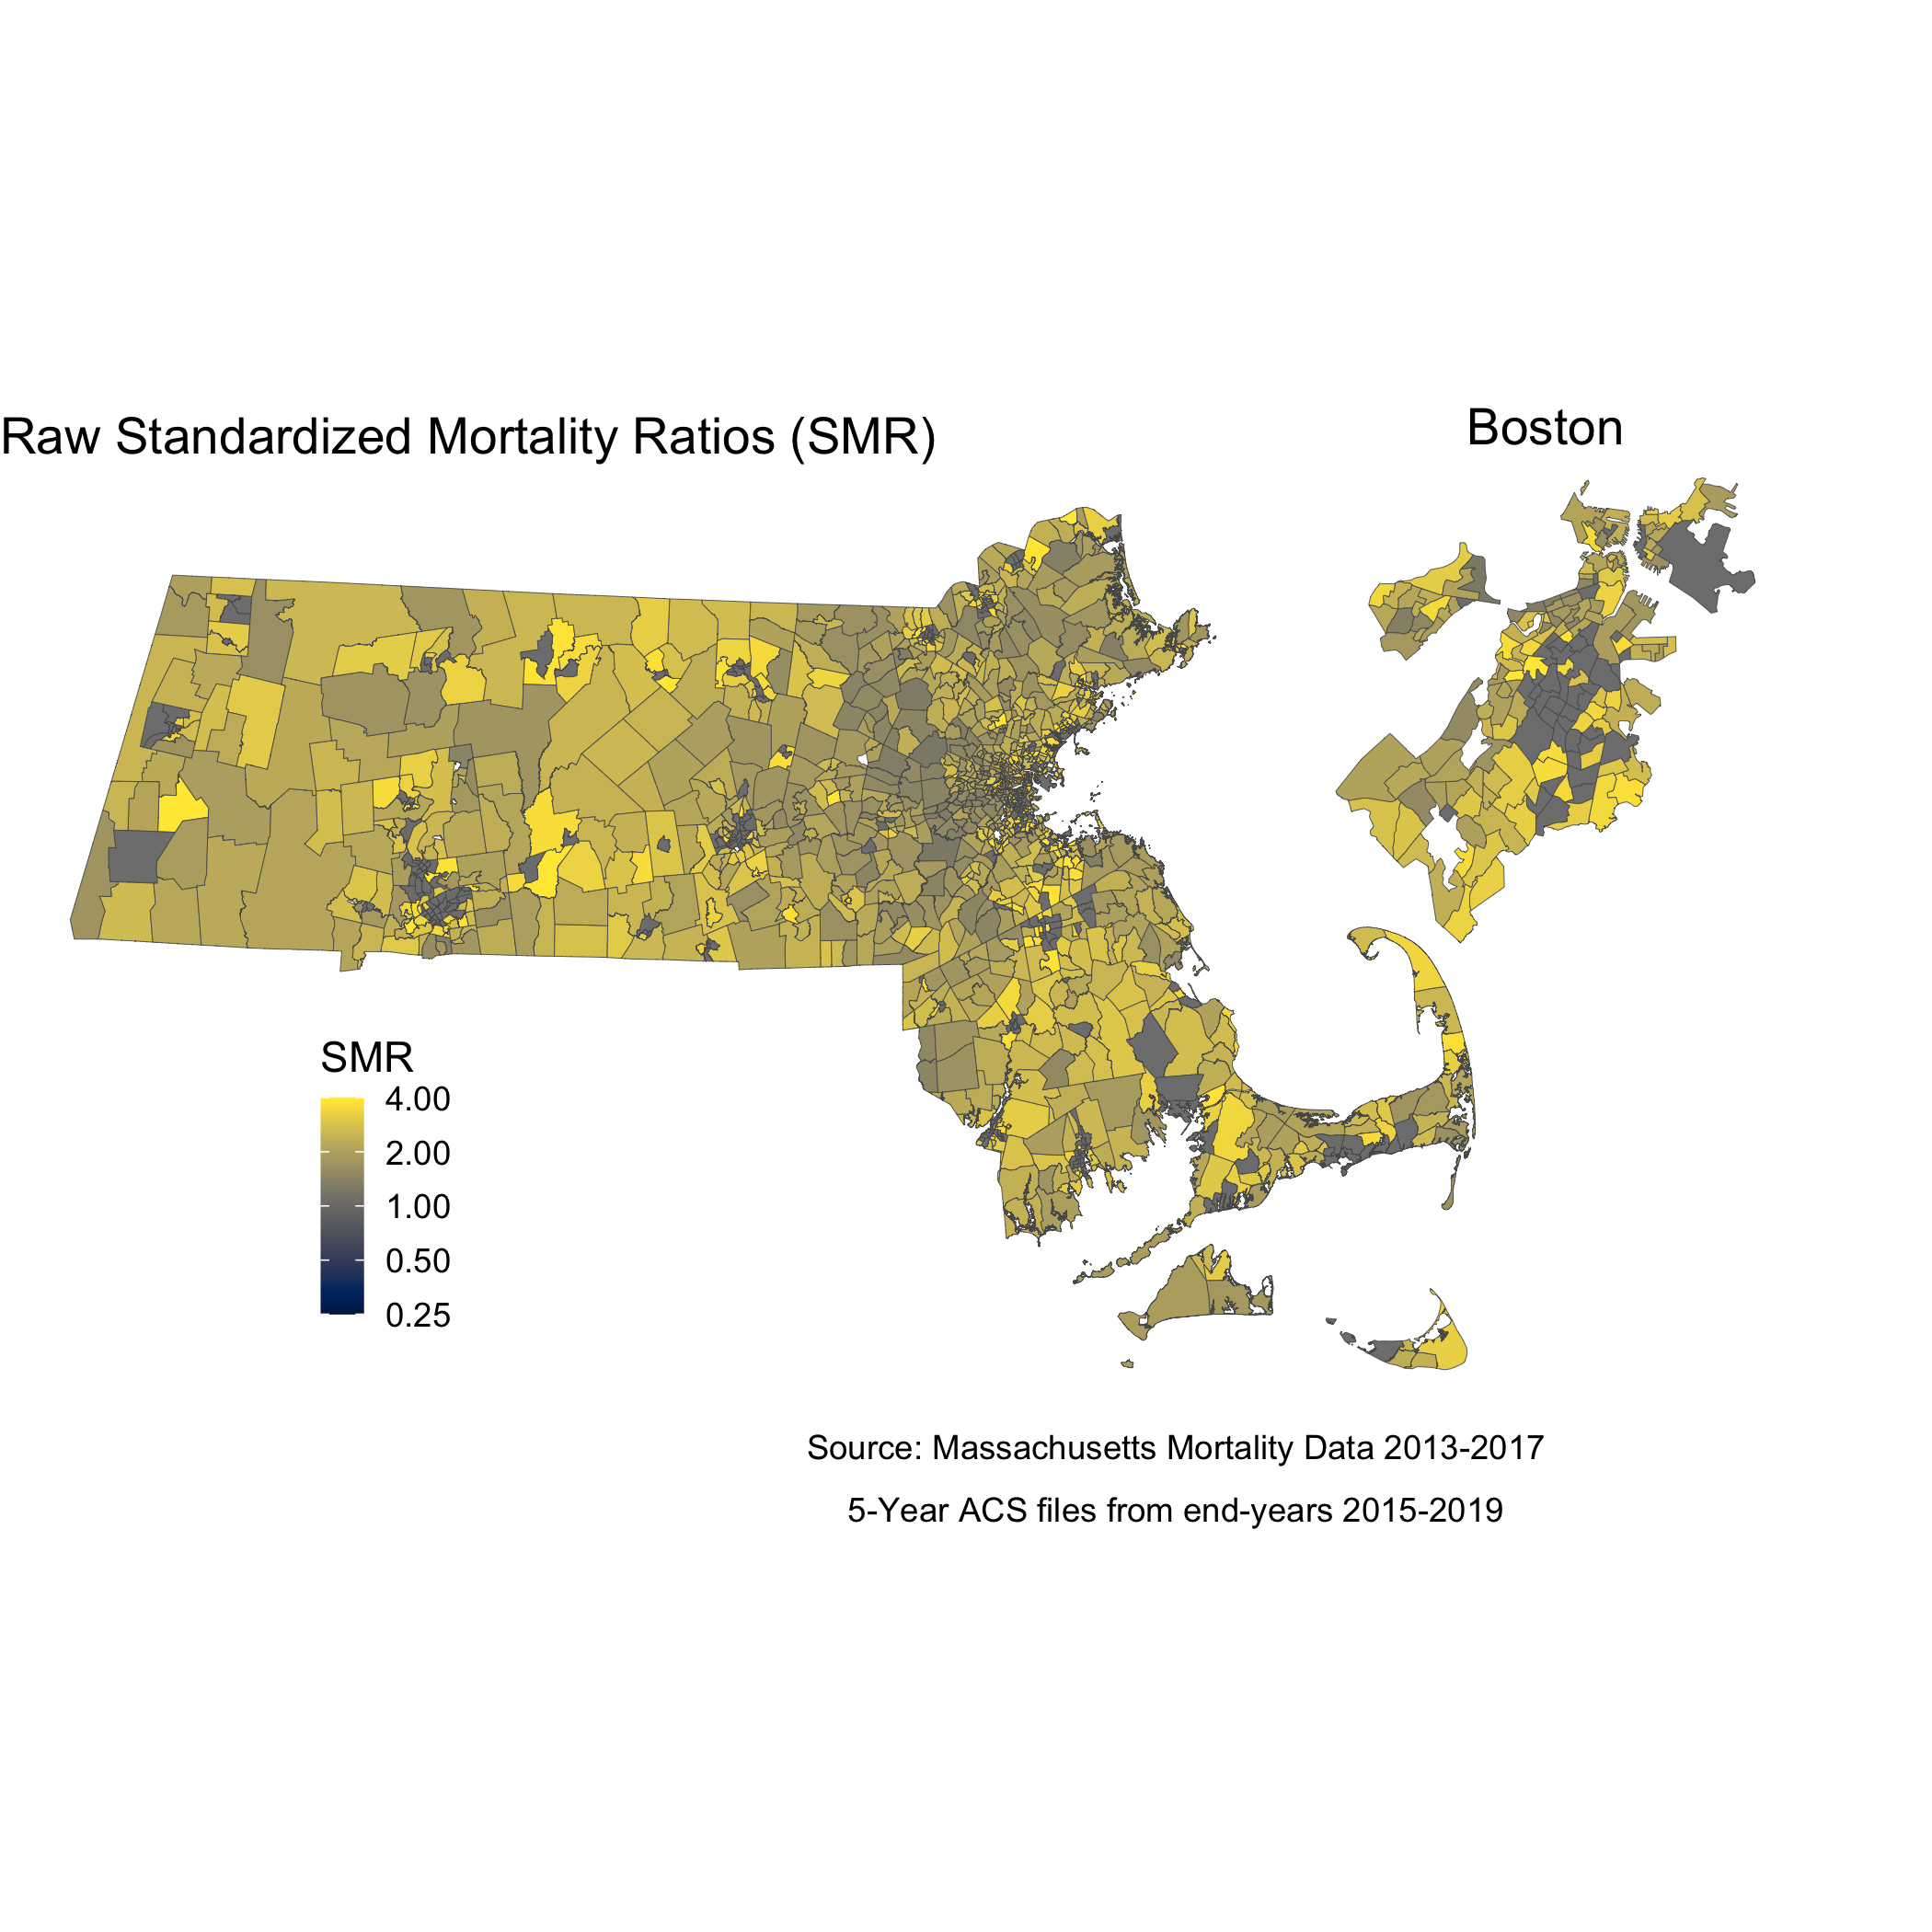 Raw Standardized Mortality Ratios (SMR)
Boston
SMR
4.00
2.00
1.00
0.50
0.25
Source: Massachusetts Mortality Data 2013-2017
5-Year ACS files from end-years 2015-2019